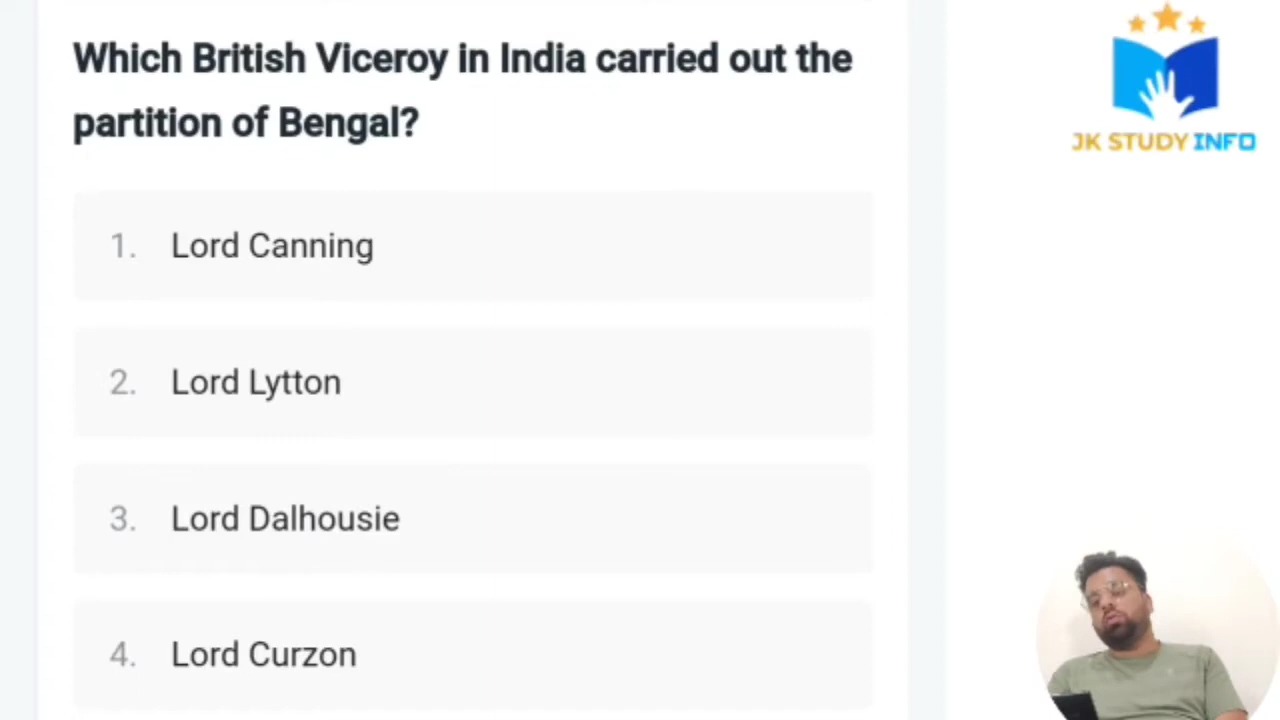 Which British Viceroy in India carried out the
partition of Bengal?
JK STUDY INFO
1. Lord Canning
2. Lord Lytton
3. Lord Dalhousie
4. Lord Curzon